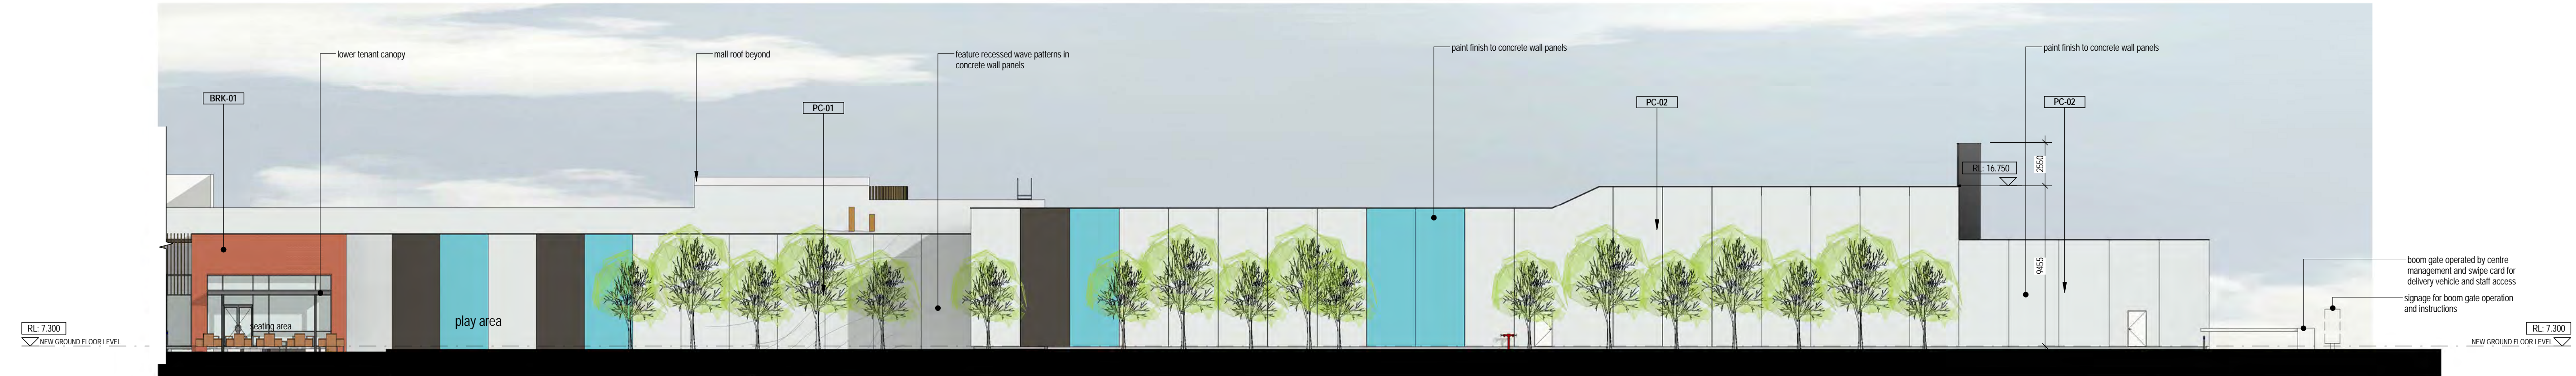 lower tenant canopy
mall roof beyond
feature recessed wave patterns in
concrete wall panels
paint finish to concrete wall panels
paint finish to concrete wall panels
BRK-01
PC-01
PC-02
PC-02
2550
RL: 16.750
9455
boom gate operated by centre
management and swipe card for
delivery vehicle and staff access
signage for boom gate operation
and instructions
play area
seating area
RL: 7.300
NEW GROUND FLOOR LEVEL
RL: 7.300
NEW GROUND FLOOR LEVEL